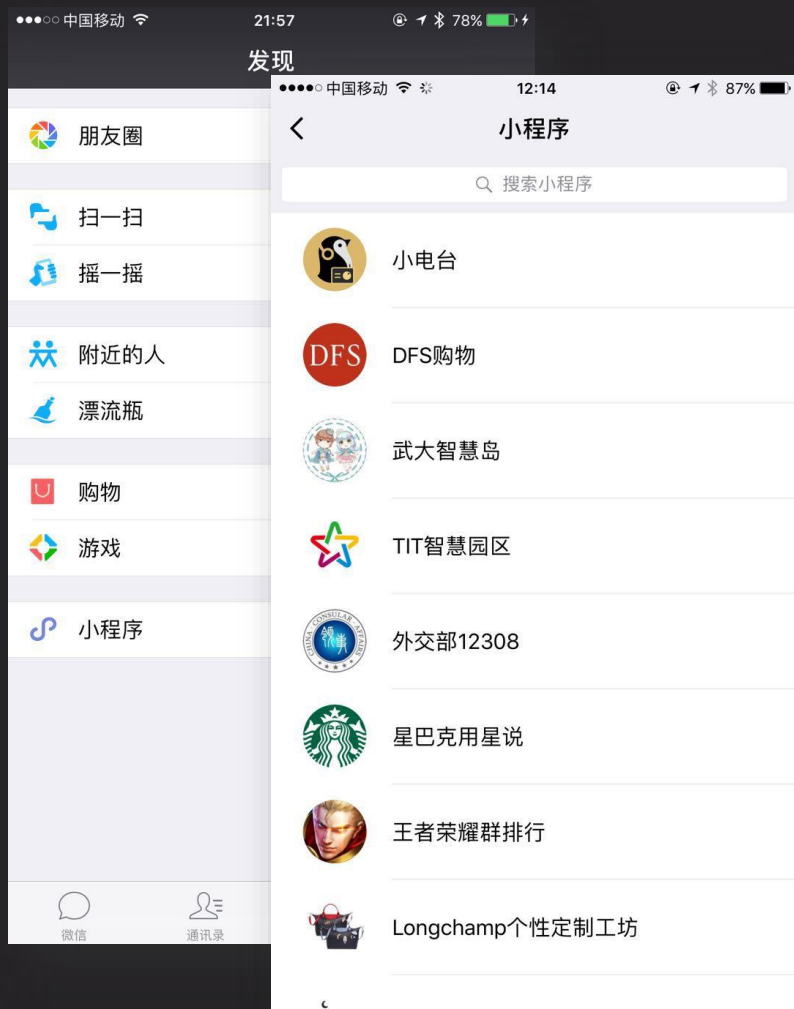 中国移动 21:57 78%
发现
朋友圈
扫一扫
摇一摇
附近的人
漂流瓶
购物
游戏
小程序
微信
通讯录
中国移动 12:14 87%
小程序
搜索小程序
小电台
DFS
DFS购物
武大智慧岛
TIT智慧园区
CHINA CONSULAR AFFAIRS
领事
外交部12308
星巴克用星说
王者荣耀群排行
Longchamp个性定制工坊